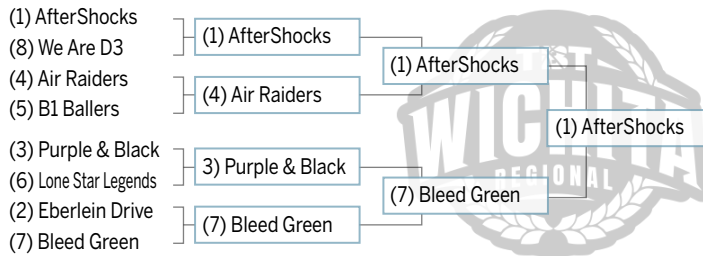 (1) AfterShocks
(8) We Are D3
(4) Air Raiders
(5) B1 Ballers
(3) Purple & Black
(6) Lone Star Legends
(2) Eberlein Drive
(7) Bleed Green
(1) AfterShocks
(4) Air Raiders
3) Purple & Black
(7) Bleed Green
(1) AfterShocks
(7) Bleed Green
(1) AfterShocks
WICHITA
REGIONAL